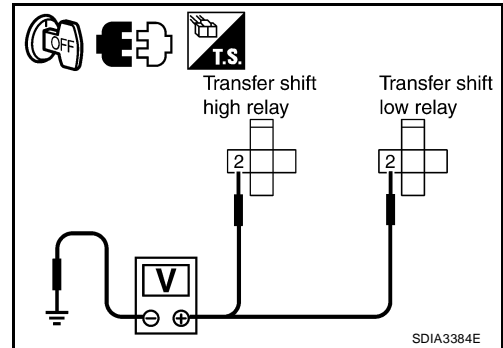 OFF
T.S.
Transfer shift
high relay
Transfer shift
low relay
2
2
V
− +
SDIA3384E